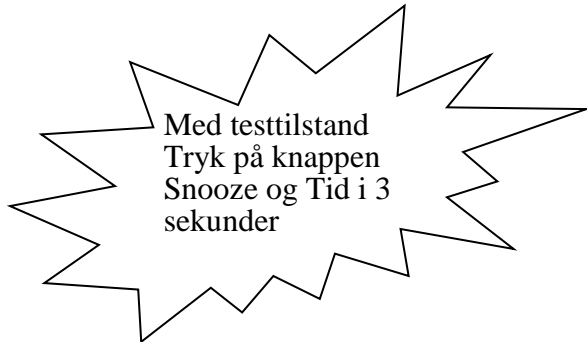 Med testtilstand
Tryk på knappen
Snooze og Tid i 3
sekunder